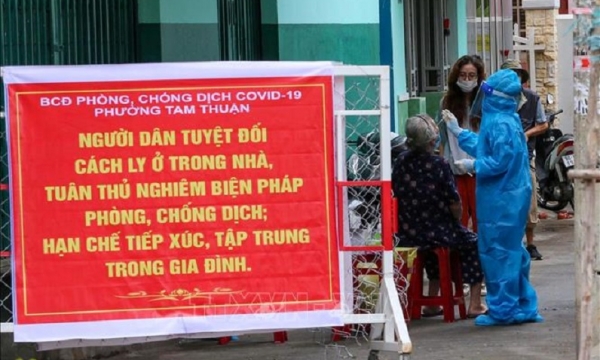 BCĐ PHÒNG, CHỐNG DỊCH COVID-19
PHƯỜNG TAM THUẬN
NGƯỜI DÂN TUYỆT ĐỐI
CÁCH LY Ở TRONG NHÀ,
TUÂN THỦ NGHIÊM BIỆN PHÁP
PHÒNG, CHỐNG DỊCH;
HẠN CHẾ TIẾP XÚC, TẬP TRUNG
TRONG GIA ĐÌNH.